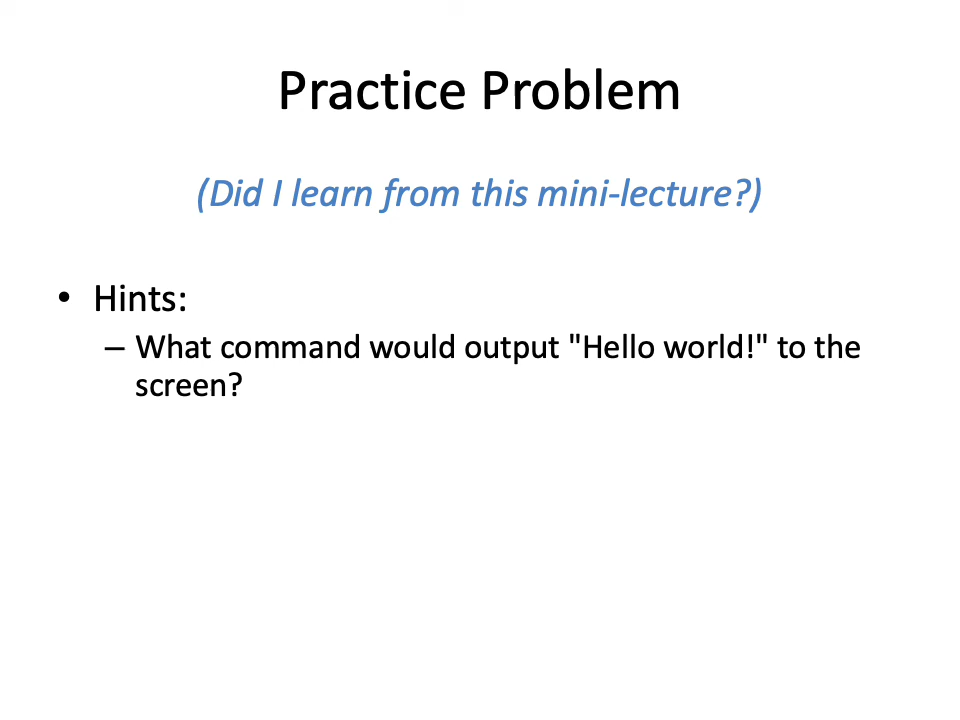 Practice Problem
(Did I learn from this mini-lecture?)
• Hints:
– What command would output "Hello world!" to the
screen?